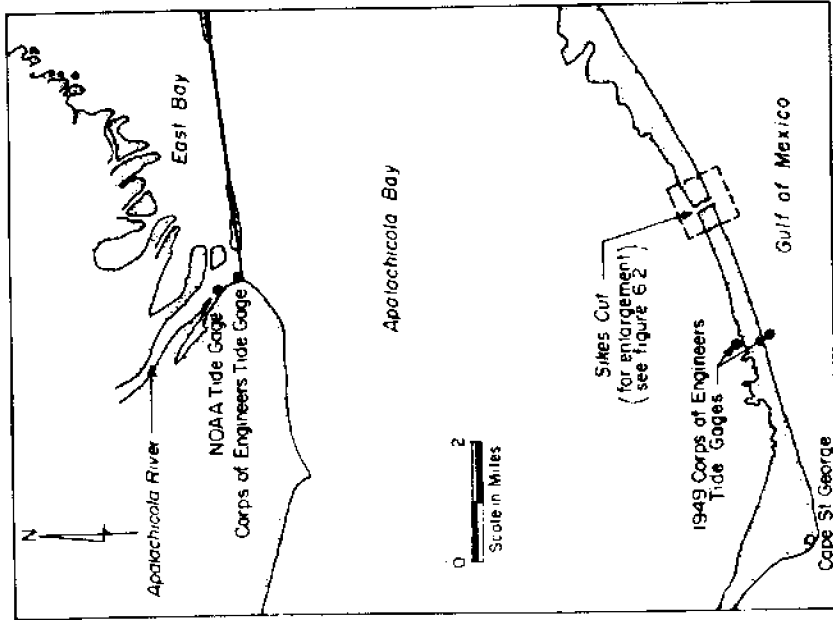 N
Apalachicola River
East Bay
NOAA Tide Gage
Corps of Engineers Tide Gage
Apalachicola Bay
0 2
Scale in Miles
Sikes Cut
(for enlargement
see figure 6.2)
1949 Corps of Engineers
Tide Gages
Gulf of Mexico
Cape St George